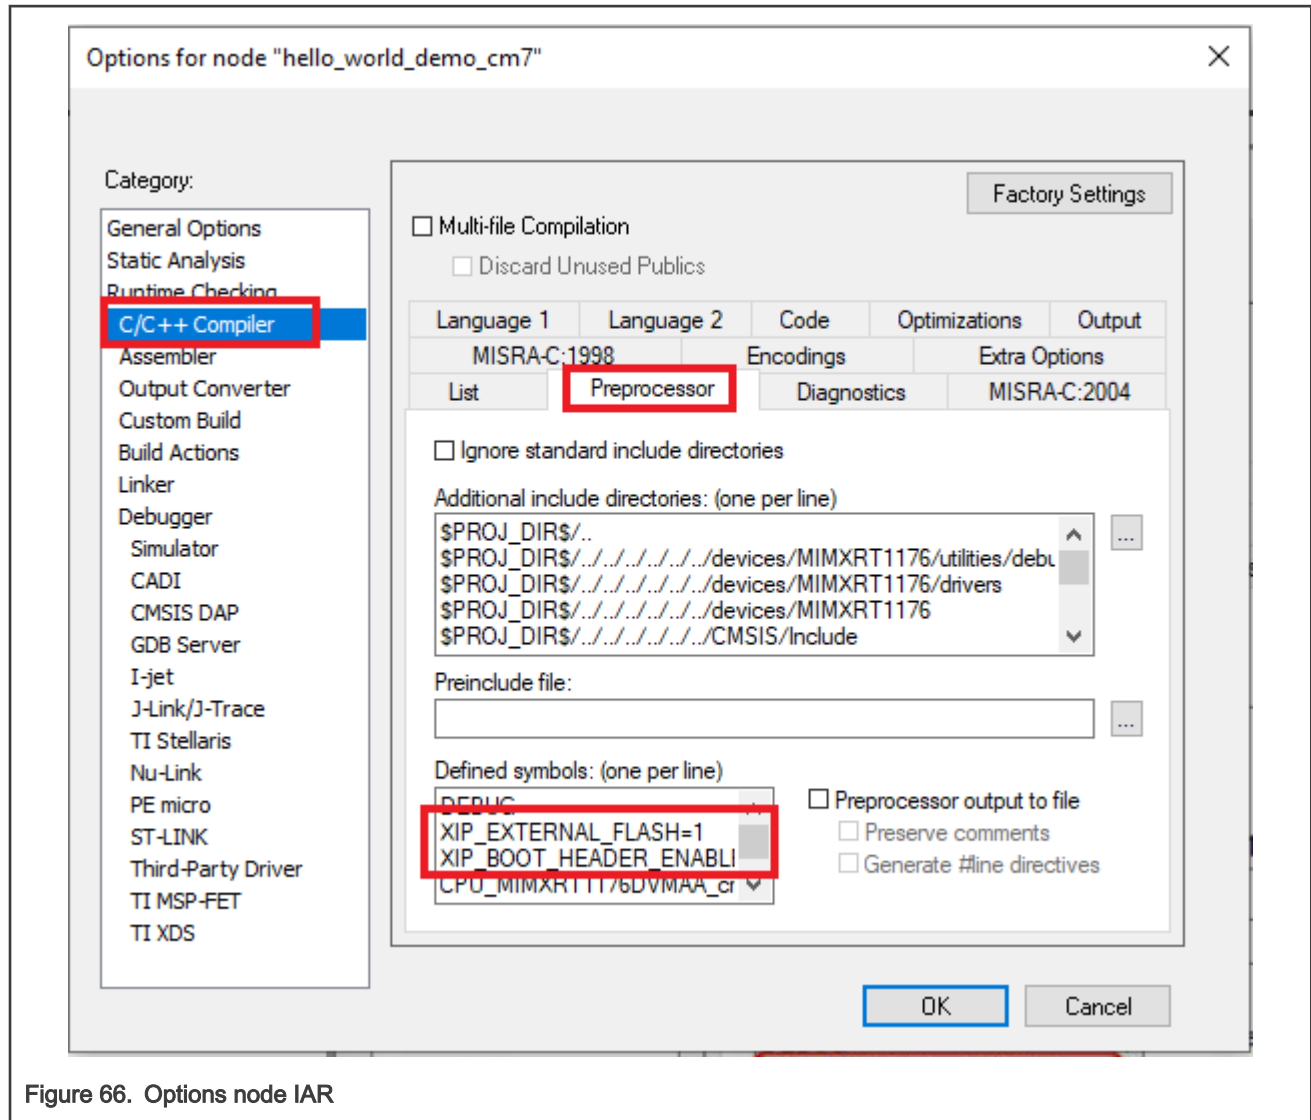 Options for node "hello_world_demo_cm7"
Category:
General Options
Static Analysis
Runtime Checking
C/C++ Compiler
Assembler
Output Converter
Custom Build
Build Actions
Linker
Debugger
Simulator
CADI
CMSIS DAP
GDB Server
I-jet
J-Link/J-Trace
TI Stellaris
Nu-Link
PE micro
ST-LINK
Third-Party Driver
TI MSP-FET
TI XDS
Factory Settings
Multi-file Compilation
Discard Unused Publics
Language 1 Language 2 Code Optimizations Output
MISRA-C:1998 Encodings Extra Options
List Preprocessor Diagnostics MISRA-C:2004
Ignore standard include directories
Additional include directories: (one per line)
$PROJ_DIR$/..
$PROJ_DIR$/../../../../../../devices/MIMXRT1176/utilities/debu
$PROJ_DIR$/../../../../../../devices/MIMXRT1176/drivers
$PROJ_DIR$/../../../../../../devices/MIMXRT1176
$PROJ_DIR$/../../../../../../CMSIS/Include
...
Preinclude file:
...
Defined symbols: (one per line)
DEBUG
XIP_EXTERNAL_FLASH=1
XIP_BOOT_HEADER_ENABLI
CPU_MIMXRT1176DVMAA_cr
Preprocessor output to file
Preserve comments
Generate #line directives
OK Cancel
Figure 66. Options node IAR